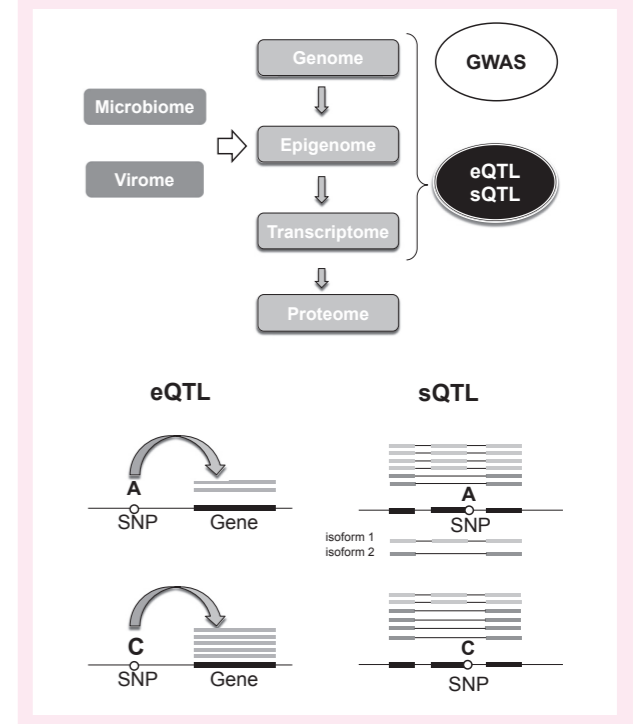 Genome
GWAS
Microbiome
Epigenome
Virome
eQTL
sQTL
Transcriptome
Proteome
eQTL
sQTL
A
SNP
Gene
A
SNP
isoform 1
isoform 2
C
SNP
Gene
C
SNP